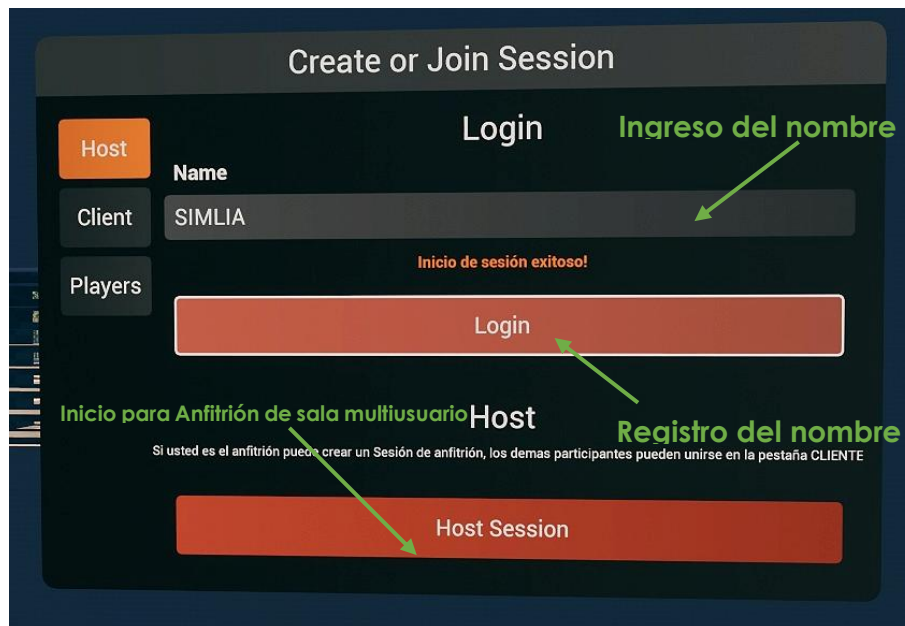 Create or Join Session
Host
Client
Players
Login
Ingreso del nombre
Name
SIMLIA
Inicio de sesión exitoso!
Login
Inicio para Anfitrión de sala multiusuario
Host
Registro del nombre
Si usted es el anfitrión puede crear un Sesión de anfitrión, los demas participantes pueden unirse en la pestaña CLIENTE
Host Session